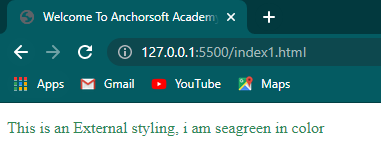 Welcome To Anchorsoft Academy
127.0.0.1:5500/index1.html
Apps Gmail YouTube Maps
This is an External styling, i am seagreen in color